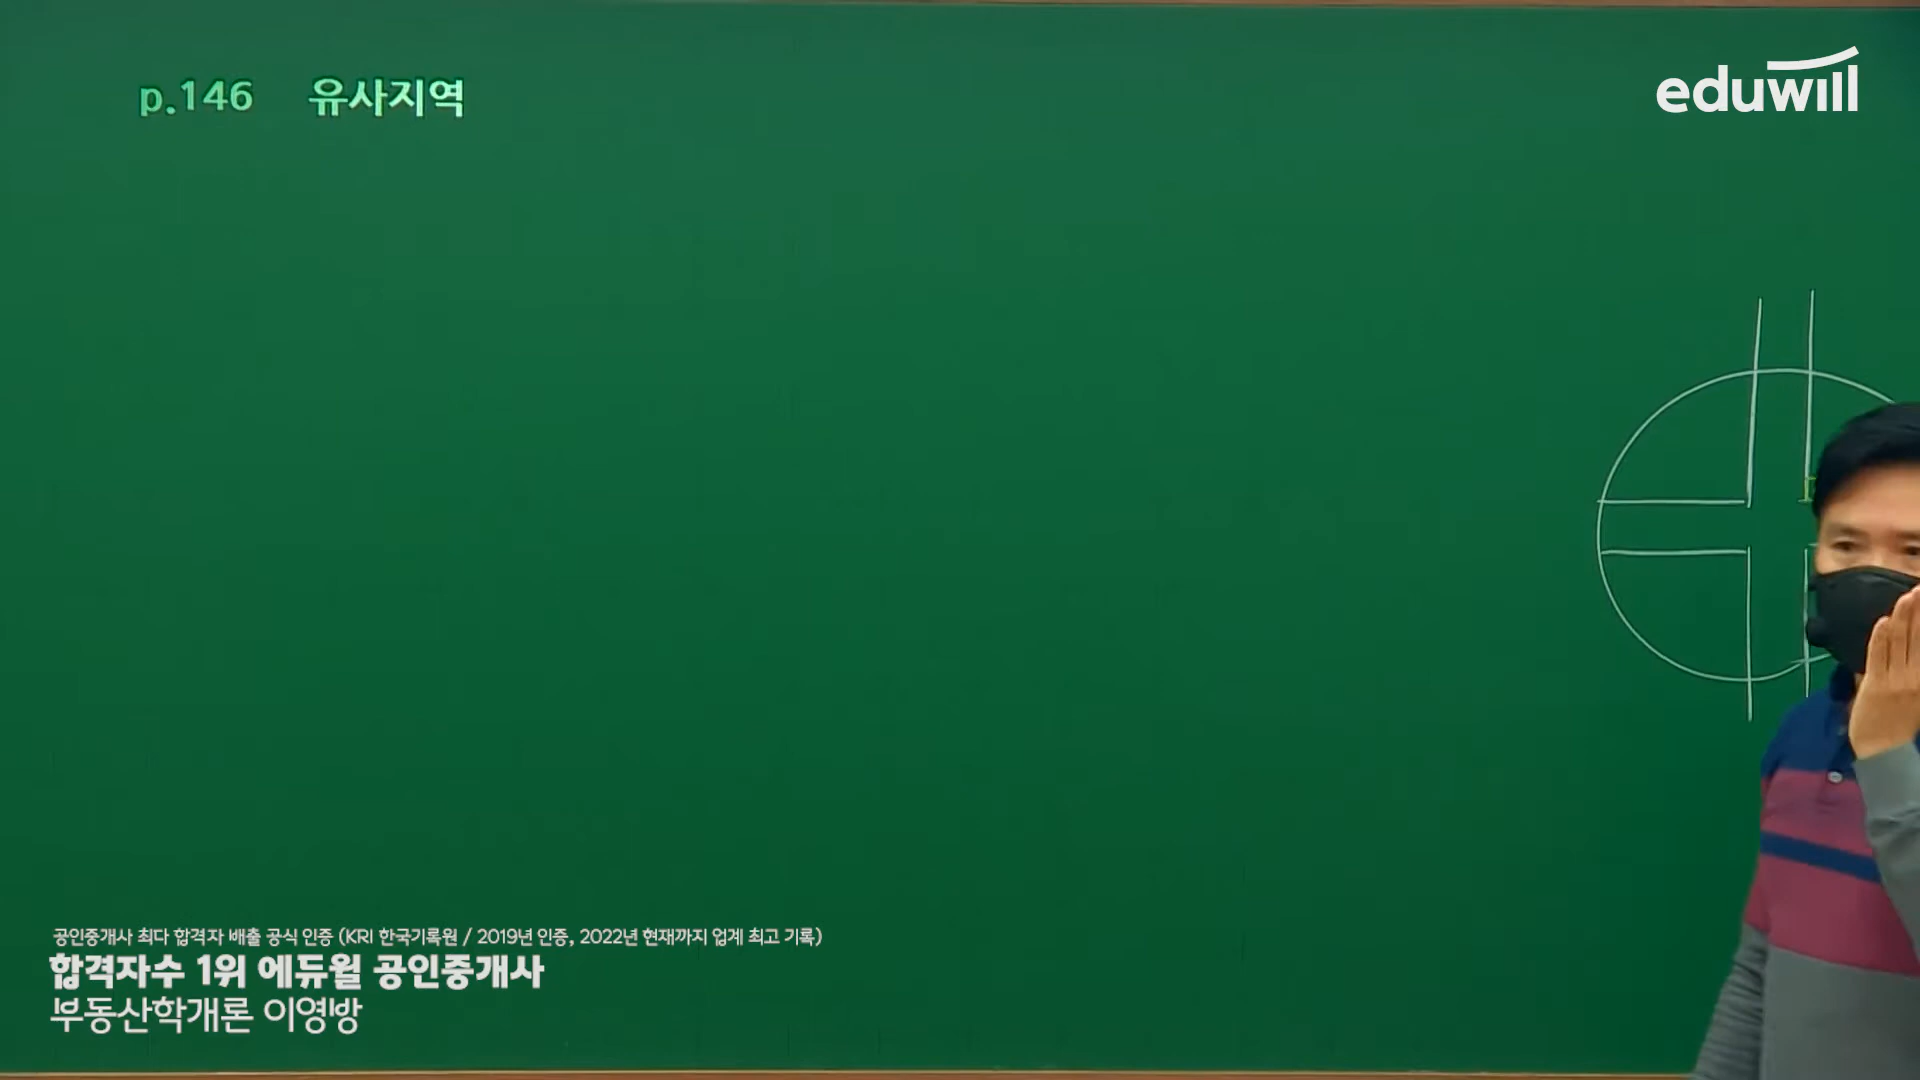 p.146 유사지역
eduwill
공인중개사 최다 합격자 배출 공식 인증 (KRI 한국기록원 / 2019년 인증, 2022년 현재까지 업계 최고 기록)
합격자수 1위 에듀윌 공인중개사
부동산학개론 이영방